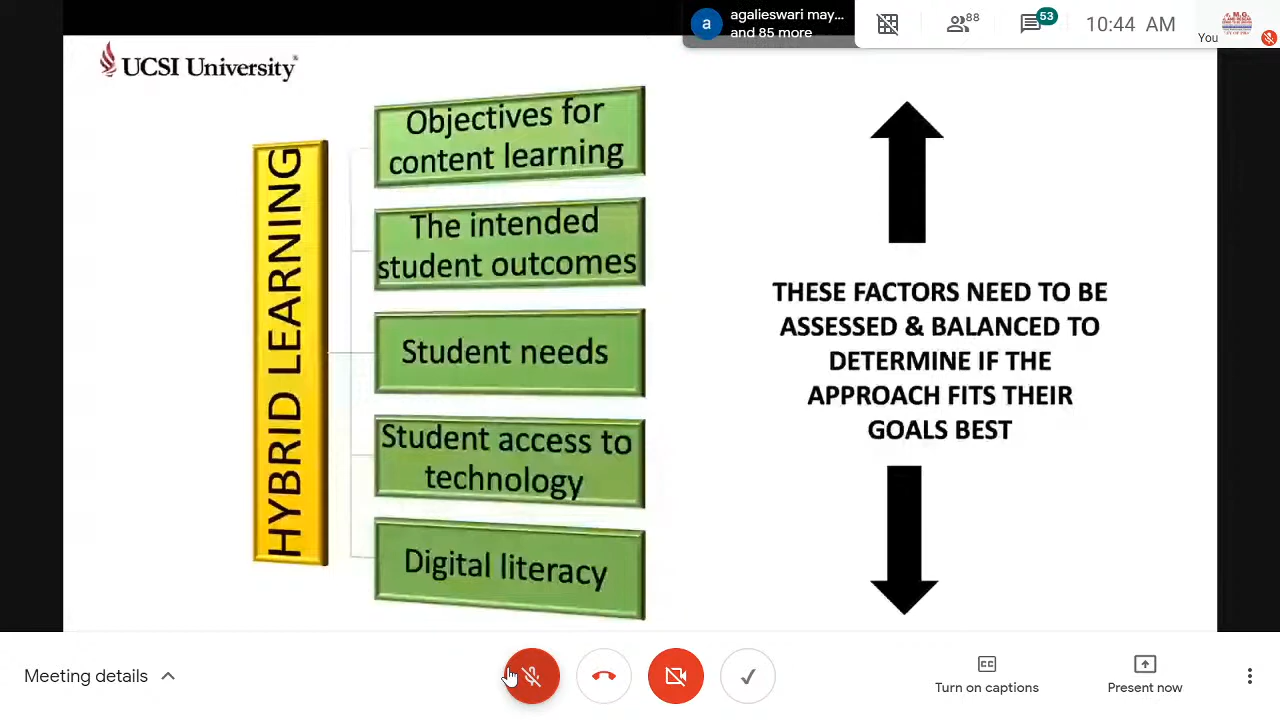 agalieswari may...
and 85 more
a
88
53
10:44 AM
You
UCSI University
HYBRID LEARNING
Objectives for
content learning
The intended
student outcomes
Student needs
Student access to
technology
Digital literacy
THESE FACTORS NEED TO BE
ASSESSED & BALANCED TO
DETERMINE IF THE
APPROACH FITS THEIR
GOALS BEST
Meeting details
Turn on captions
Present now